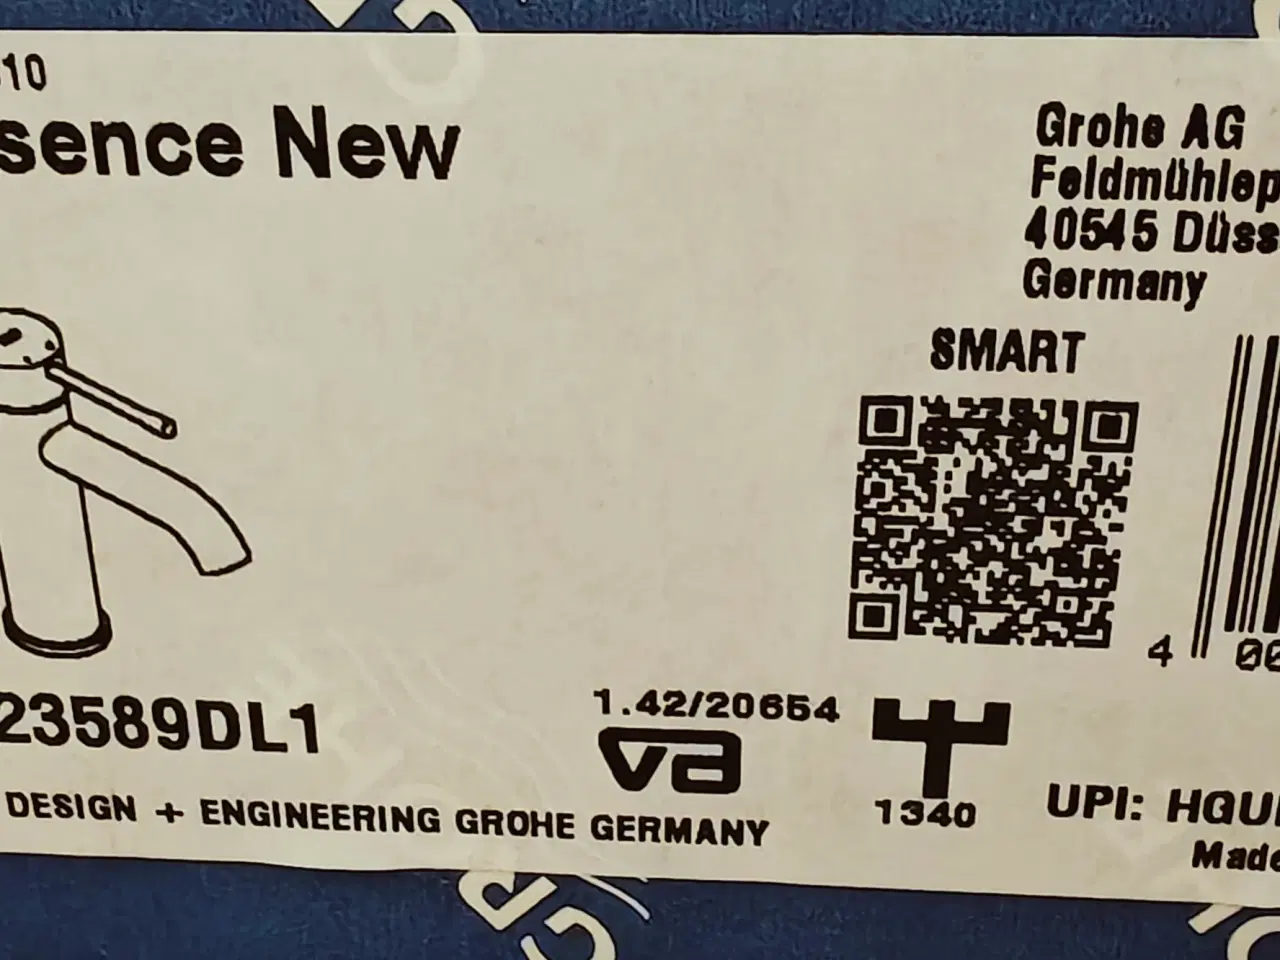 10
sence New
Grohe AG
Feldmühlep
40545 Düss
Germany
SMART
4 00
23589DL1
1.42/20654
va
1340
UPI: HQU
Made
DESIGN + ENGINEERING GROHE GERMANY